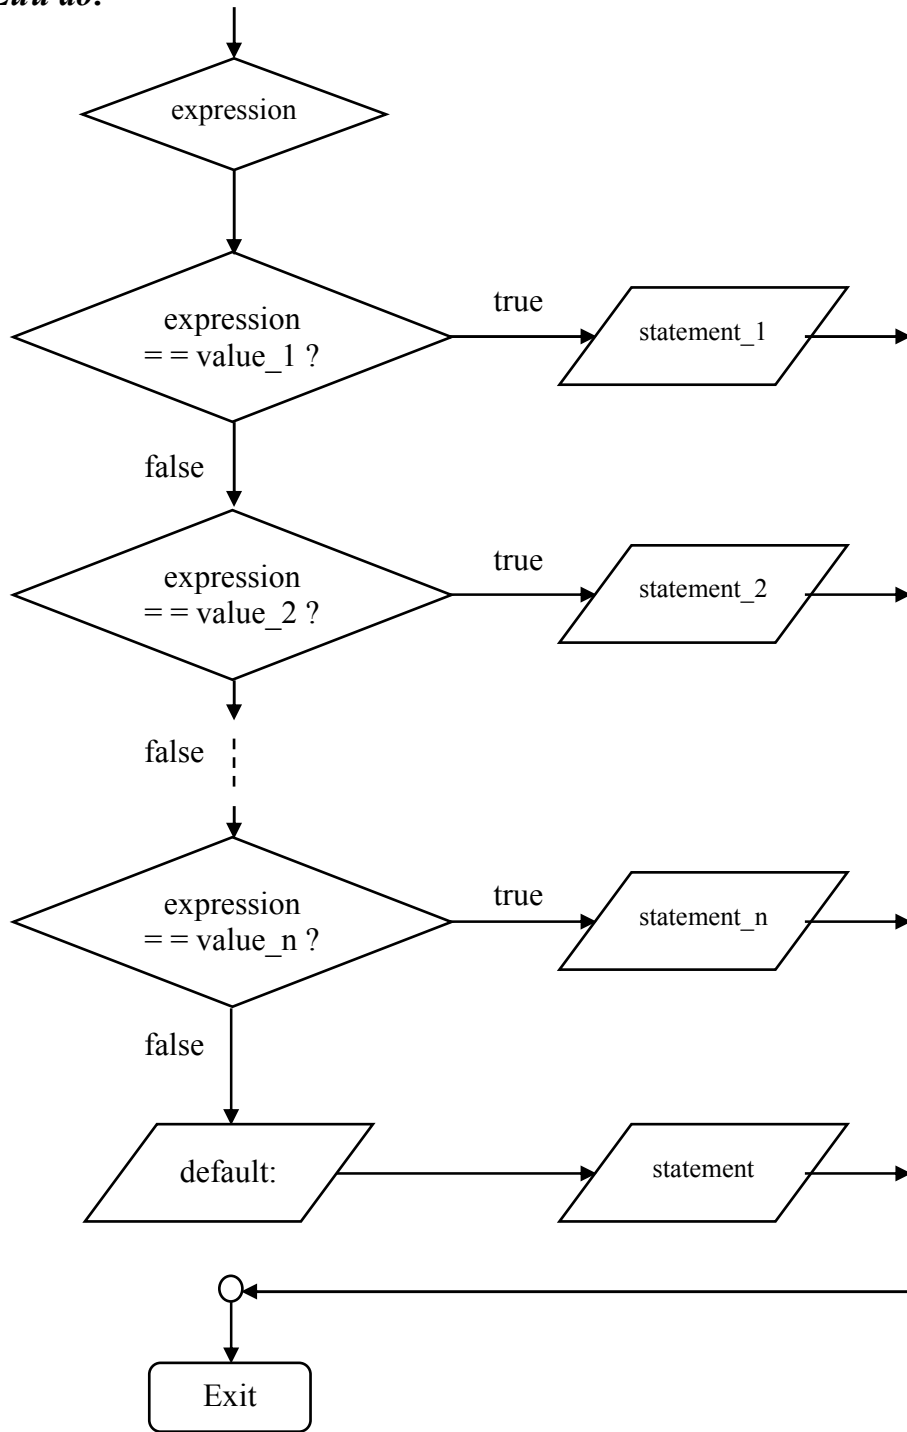 expression
expression
= = value_1 ?
true
statement_1
false
expression
= = value_2 ?
true
statement_2
false
expression
= = value_n ?
true
statement_n
false
default:
statement
Exit